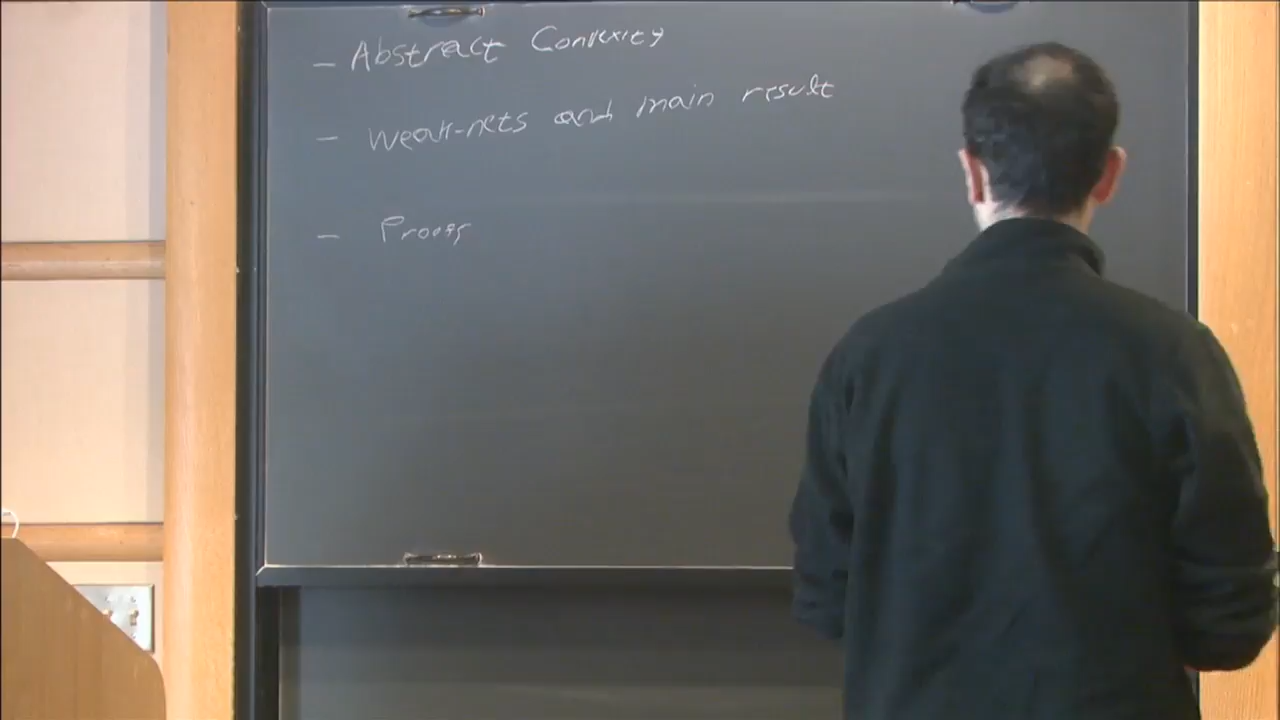 - Abstract Convexity
- Weak-nets and main result
- Proofs